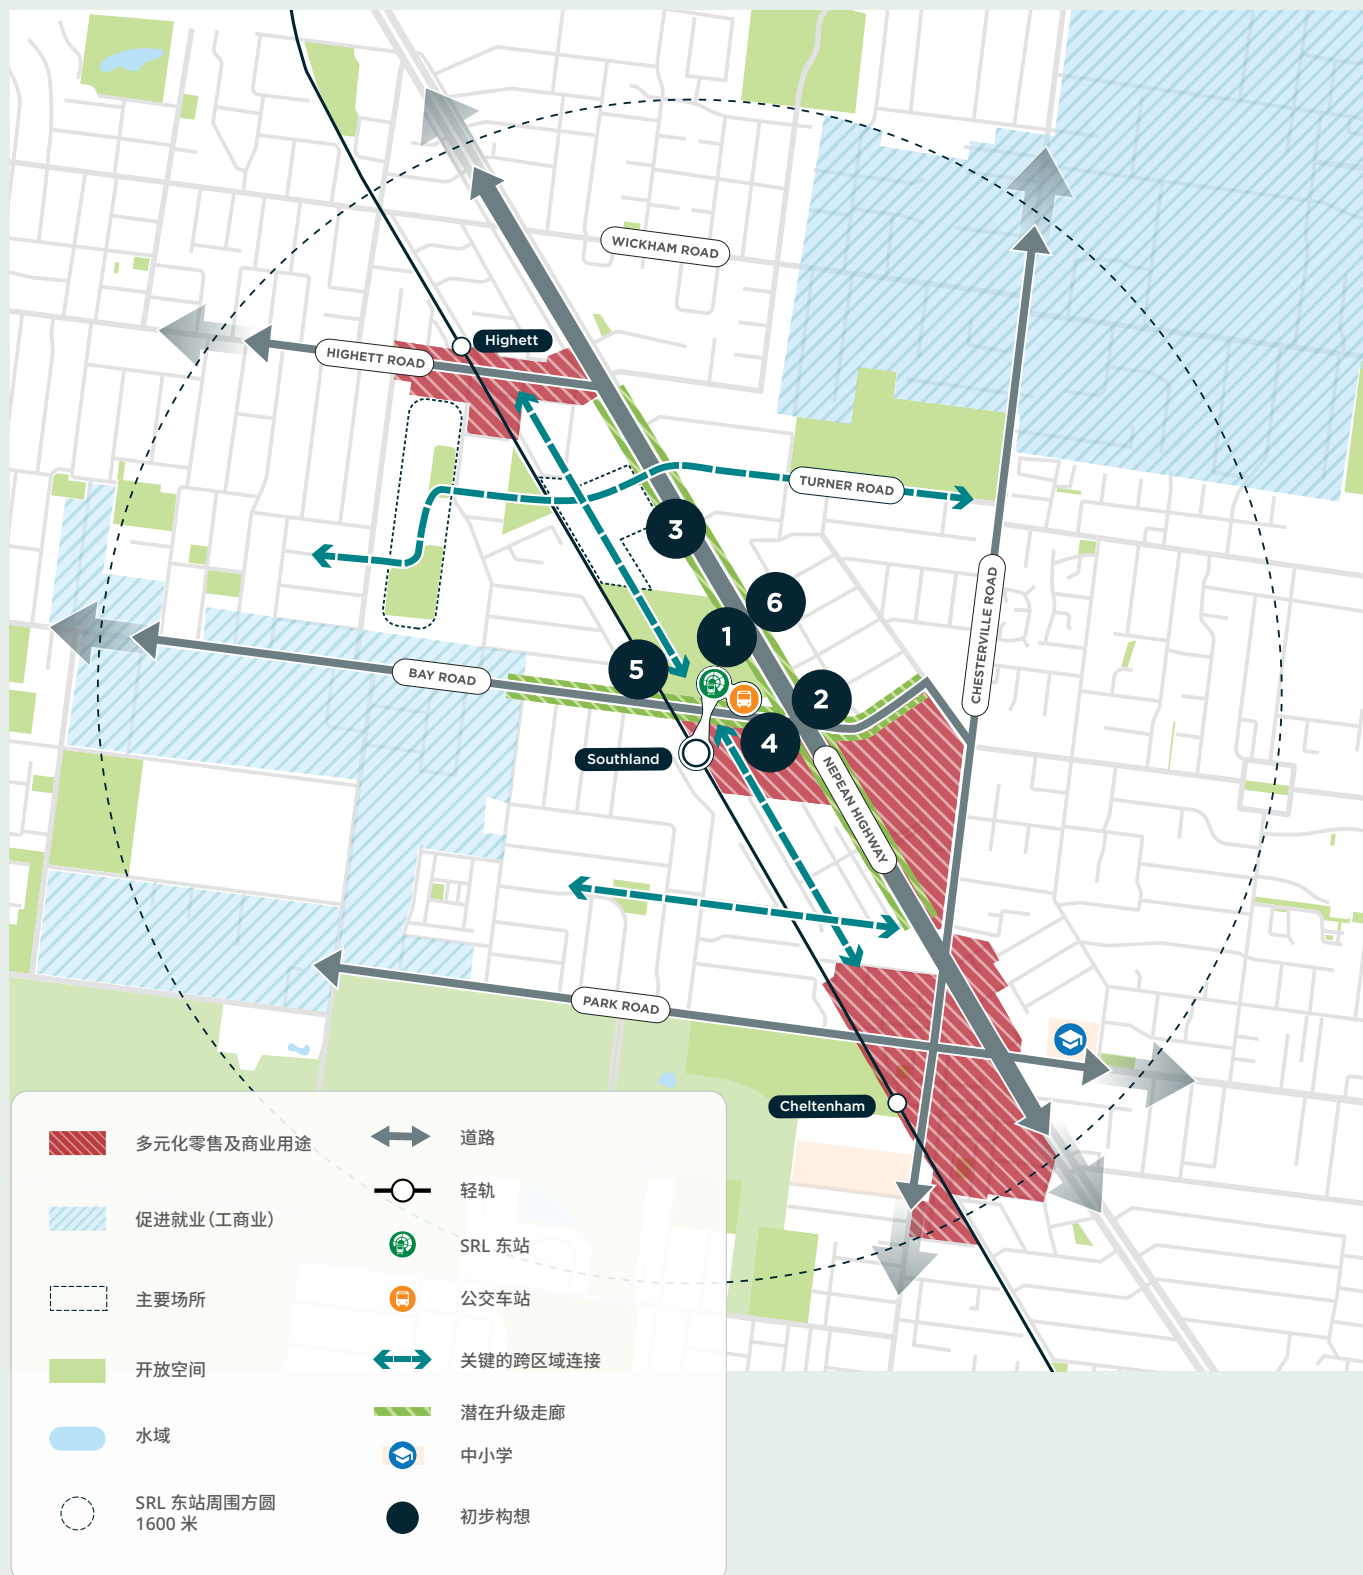 WICKHAM ROAD
Highett
HIGHETT ROAD
TURNER ROAD
3
CHESTERVILLE ROAD
6
1
5
BAY ROAD
2
4
Southland
NEPEAN HIGHWAY
PARK ROAD
Cheltenham
多元化零售及商业用途
促进就业（工商业）
主要场所
开放空间
水域
SRL 东站周围方圆
1600 米
道路
轻轨
SRL 东站
公交车站
关键的跨区域连接
潜在升级走廊
中小学
初步构想